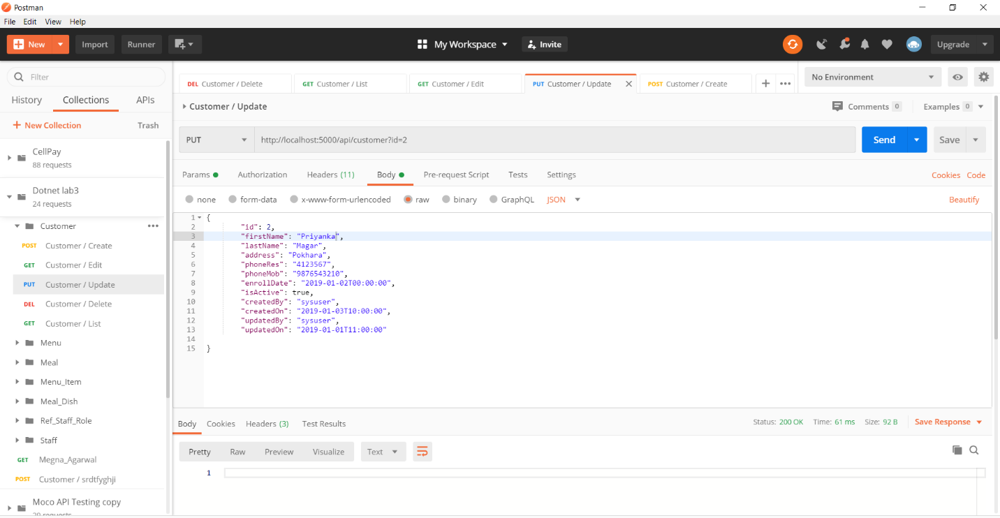 Postman
File Edit View Help
New Import Runner My Workspace Invite Upgrade
Filter
History Collections APIs
New Collection Trash
CellPay
88 requests
Dotnet lab3
24 requests
Customer
POST Customer / Create
GET Customer / Edit
PUT Customer / Update
DEL Customer / Delete
GET Customer / List
Menu
Meal
Menu_Item
Meal_Dish
Ref_Staff_Role
Staff
GET Megna_Agarwal
POST Customer / srdtfyghji
Moco API Testing copy
DEL Customer / Delete GET Customer / List GET Customer / Edit PUT Customer / Update POST Customer / Create No Environment
Customer / Update Comments 0 Examples 0
PUT http://localhost:5000/api/customer?id=2 Send Save
Params Authorization Headers (11) Body Pre-request Script Tests Settings Cookies Code
none form-data x-www-form-urlencoded raw binary GraphQL JSON Beautify
1 {
2 "id": 2,
3 "firstName": "Priyanka",
4 "lastName": "Magar",
5 "address": "Pokhara",
6 "phoneRes": "4123567",
7 "phoneMob": "9876543210",
8 "enrollDate": "2019-01-02T00:00:00",
9 "isActive": true,
10 "createdBy": "sysuser",
11 "createdOn": "2019-01-03T10:00:00",
12 "updatedBy": "sysuser",
13 "updatedOn": "2019-01-01T11:00:00"
14
15 }
Body Cookies Headers (3) Test Results Status: 200 OK Time: 61 ms Size: 92 B Save Response
Pretty Raw Preview Visualize Text
1